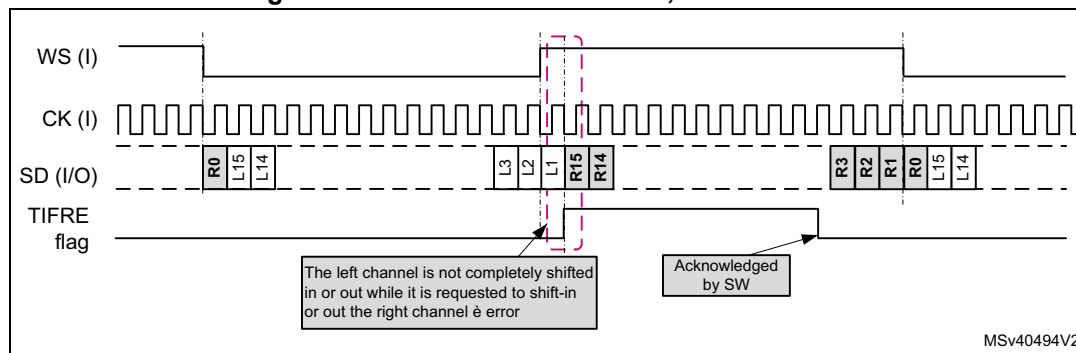 WS (I)
CK (I)
SD (I/O)
R0 L15 L14 L3 L2 L1 R15 R14 R3 R2 R1 R0 L15 L14
TIFRE
flag
The left channel is not completely shifted
in or out while it is requested to shift-in
or out the right channel è error
Acknowledged
by SW
MSv40494V2